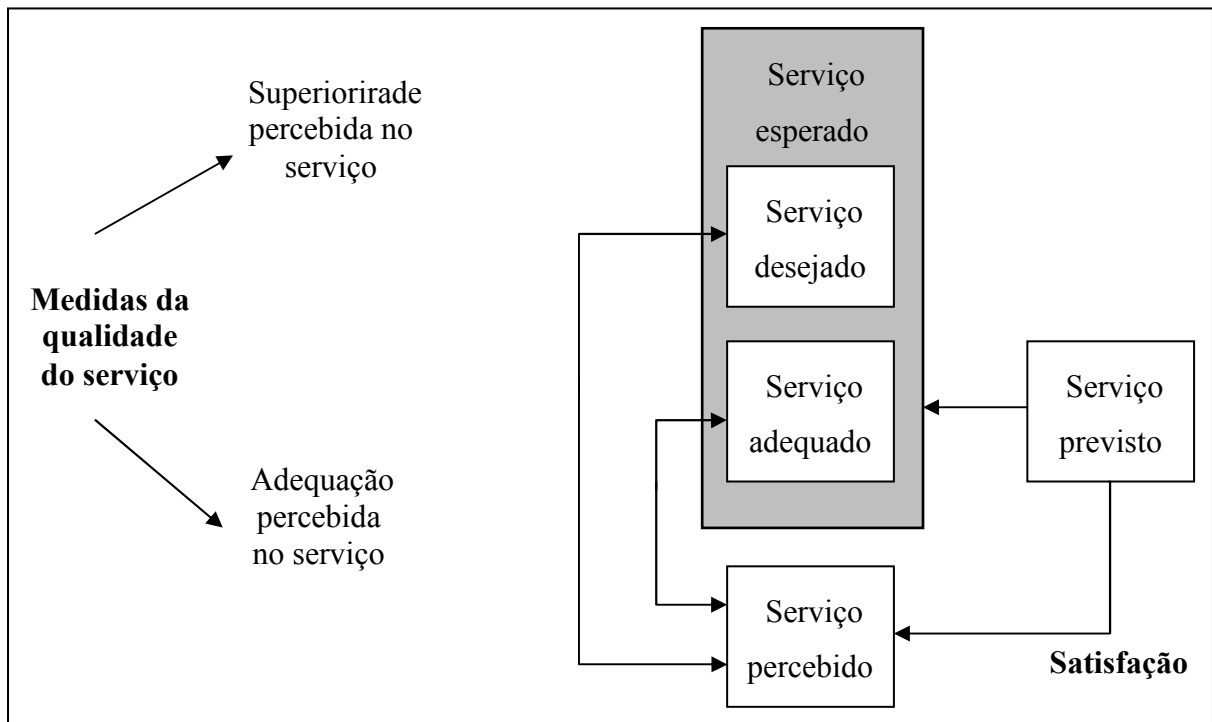 Superiorirade
percebida no
serviço
Medidas da
qualidade
do serviço
Adequação
percebida
no serviço
Serviço
esperado
Serviço
desejado
Serviço
adequado
Serviço
previsto
Serviço
percebido
Satisfação